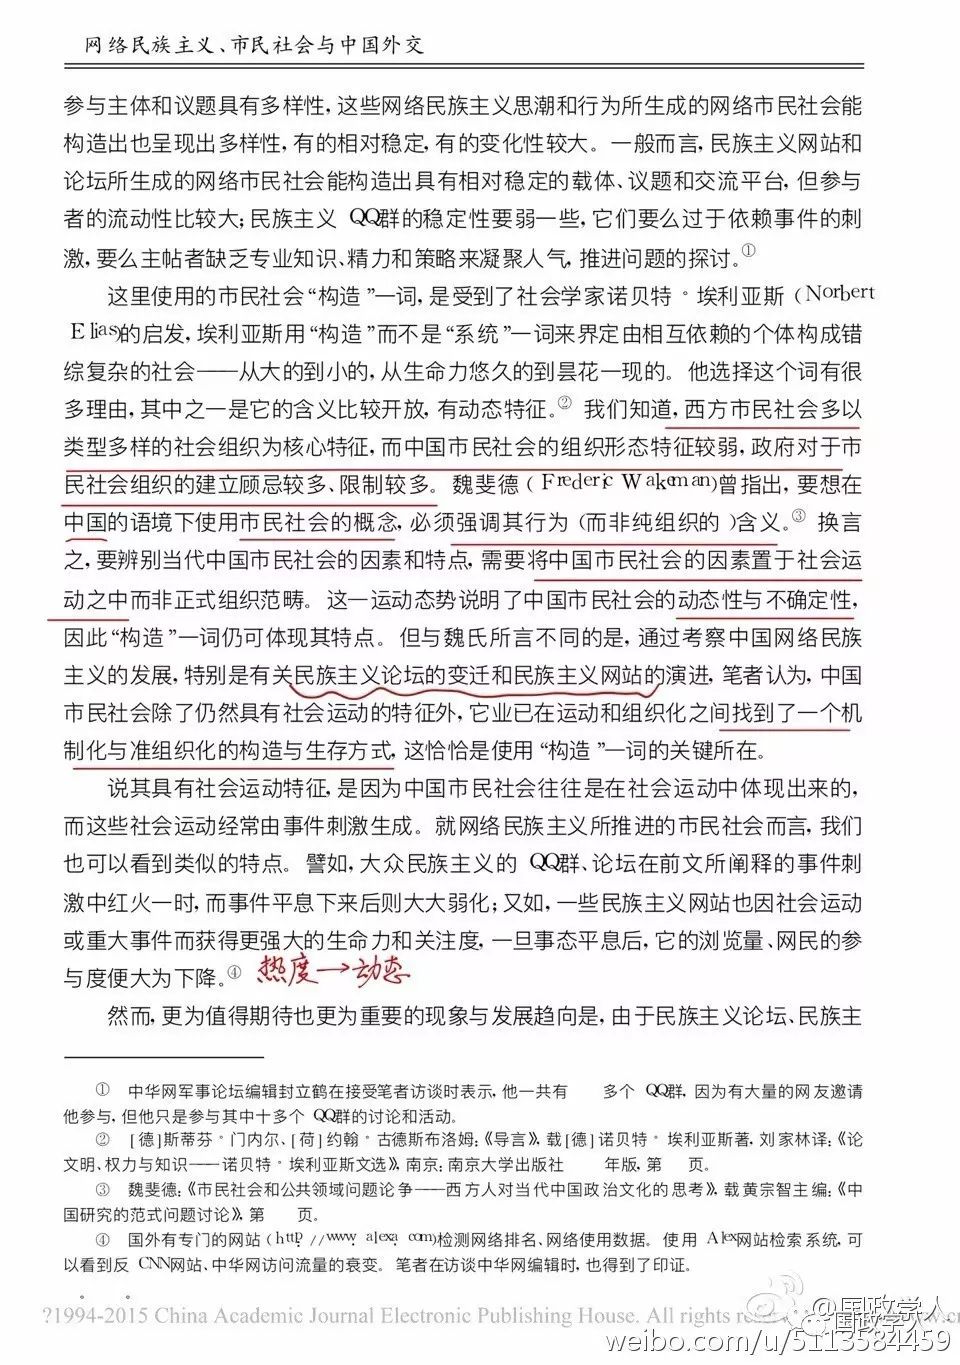 网络民族主义、市民社会与中国外交
参与主体和议题具有多样性,这些网络民族主义思潮和行为所生成的网络市民社会能
构造出也呈现出多样性,有的相对稳定,有的变化性较大。一般而言,民族主义网站和
论坛所生成的网络市民社会能构造出具有相对稳定的载体、议题和交流平台,但参与
者的流动性比较大;民族主义 QQ群的稳定性要弱一些,它们要么过于依赖事件的刺
激,要么主帖者缺乏专业知识、精力和策略来凝聚人气,推进问题的探讨。①
这里使用的市民社会“构造”一词,是受到了社会学家诺贝特°埃利亚斯(Norbert
Elias)的启发,埃利亚斯用“构造”而不是“系统”一词来界定由相互依赖的个体构成错
综复杂的社会——从大的到小的,从生命力悠久的到昙花一现的。他选择这个词有很
多理由,其中之一是它的含义比较开放,有动态特征。② 我们知道,西方市民社会多以
类型多样的社会组织为核心特征,而中国市民社会的组织形态特征较弱,政府对于市
民社会组织的建立顾忌较多、限制较多。魏斐德(Frederic Wakeman)曾指出,要想在
中国的语境下使用市民社会的概念,必须强调其行为(而非纯组织的)含义。③ 换言
之,要辨别当代中国市民社会的因素和特点,需要将中国市民社会的因素置于社会运
动之中而非正式组织范畴。这一运动态势说明了中国市民社会的动态性与不确定性,
因此“构造”一词仍可体现其特点。但与魏氏所言不同的是,通过考察中国网络民族
主义的发展,特别是有关民族主义论坛的变迁和民族主义网站的演进,笔者认为,中国
市民社会除了仍然具有社会运动的特征外,它业已在运动和组织化之间找到了一个机
制化与准组织化的构造与生存方式,这恰恰是使用“构造”一词的关键所在。
说其具有社会运动特征,是因为中国市民社会往往是在社会运动中体现出来的,
而这些社会运动经常由事件刺激生成。就网络民族主义所推进的市民社会而言,我们
也可以看到类似的特点。譬如,大众民族主义的 QQ群、论坛在前文所阐释的事件刺
激中红火一时,而事件平息下来后则大大弱化;又如,一些民族主义网站也因社会运动
或重大事件而获得更强大的生命力和关注度,一旦事态平息后,它的浏览量、网民的参
与度便大为下降。④ 热度→动态
然而,更为值得期待也更为重要的现象与发展趋向是,由于民族主义论坛、民族主
① 中华网军事论坛编辑封立鹤在接受笔者访谈时表示,他一共有 多个 QQ群,因为有大量的网友邀请
他参与,但他只是参与其中十多个 QQ群的讨论和活动。
② [德]斯蒂芬°门内尔、[荷]约翰°古德斯布洛姆:《导言》,载[德]诺贝特°埃利亚斯著,刘家林译:《论
文明、权力与知识——诺贝特°埃利亚斯文选》,南京:南京大学出版社 年版,第 页。
③ 魏斐德:《市民社会和公共领域问题论争——西方人对当代中国政治文化的思考》,载黄宗智主编:《中
国研究的范式问题讨论》,第 页。
④ 国外有专门的网站(http://www.alexa.com)检测网络排名、网络使用数据。使用 Alex网站检索系统,可
以看到反 CNN网站、中华网访问流量的衰变。笔者在访谈中华网编辑时,也得到了印证。
?1994-2015 China Academic Journal Electronic Publishing House. All rights
@国政学人
国政学人
weibo.com/u/5113584459